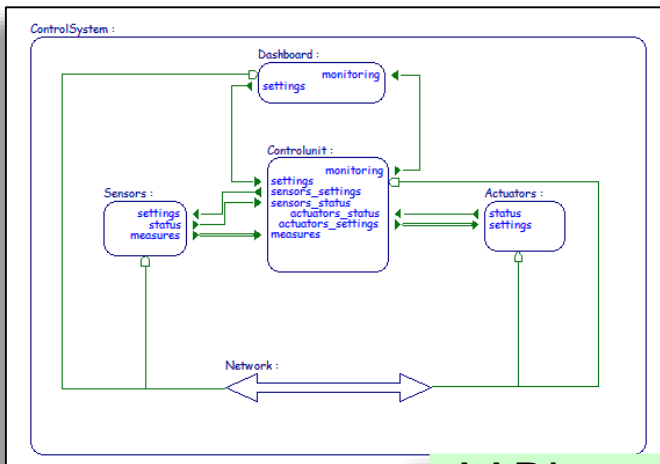 ControlSystem :
Dashboard :
monitoring
settings
Controlunit :
monitoring
settings
sensors_settings
sensors_status
actuators_status
actuators_settings
measures
Sensors :
settings
status
measures
Actuators :
status
settings
Network :